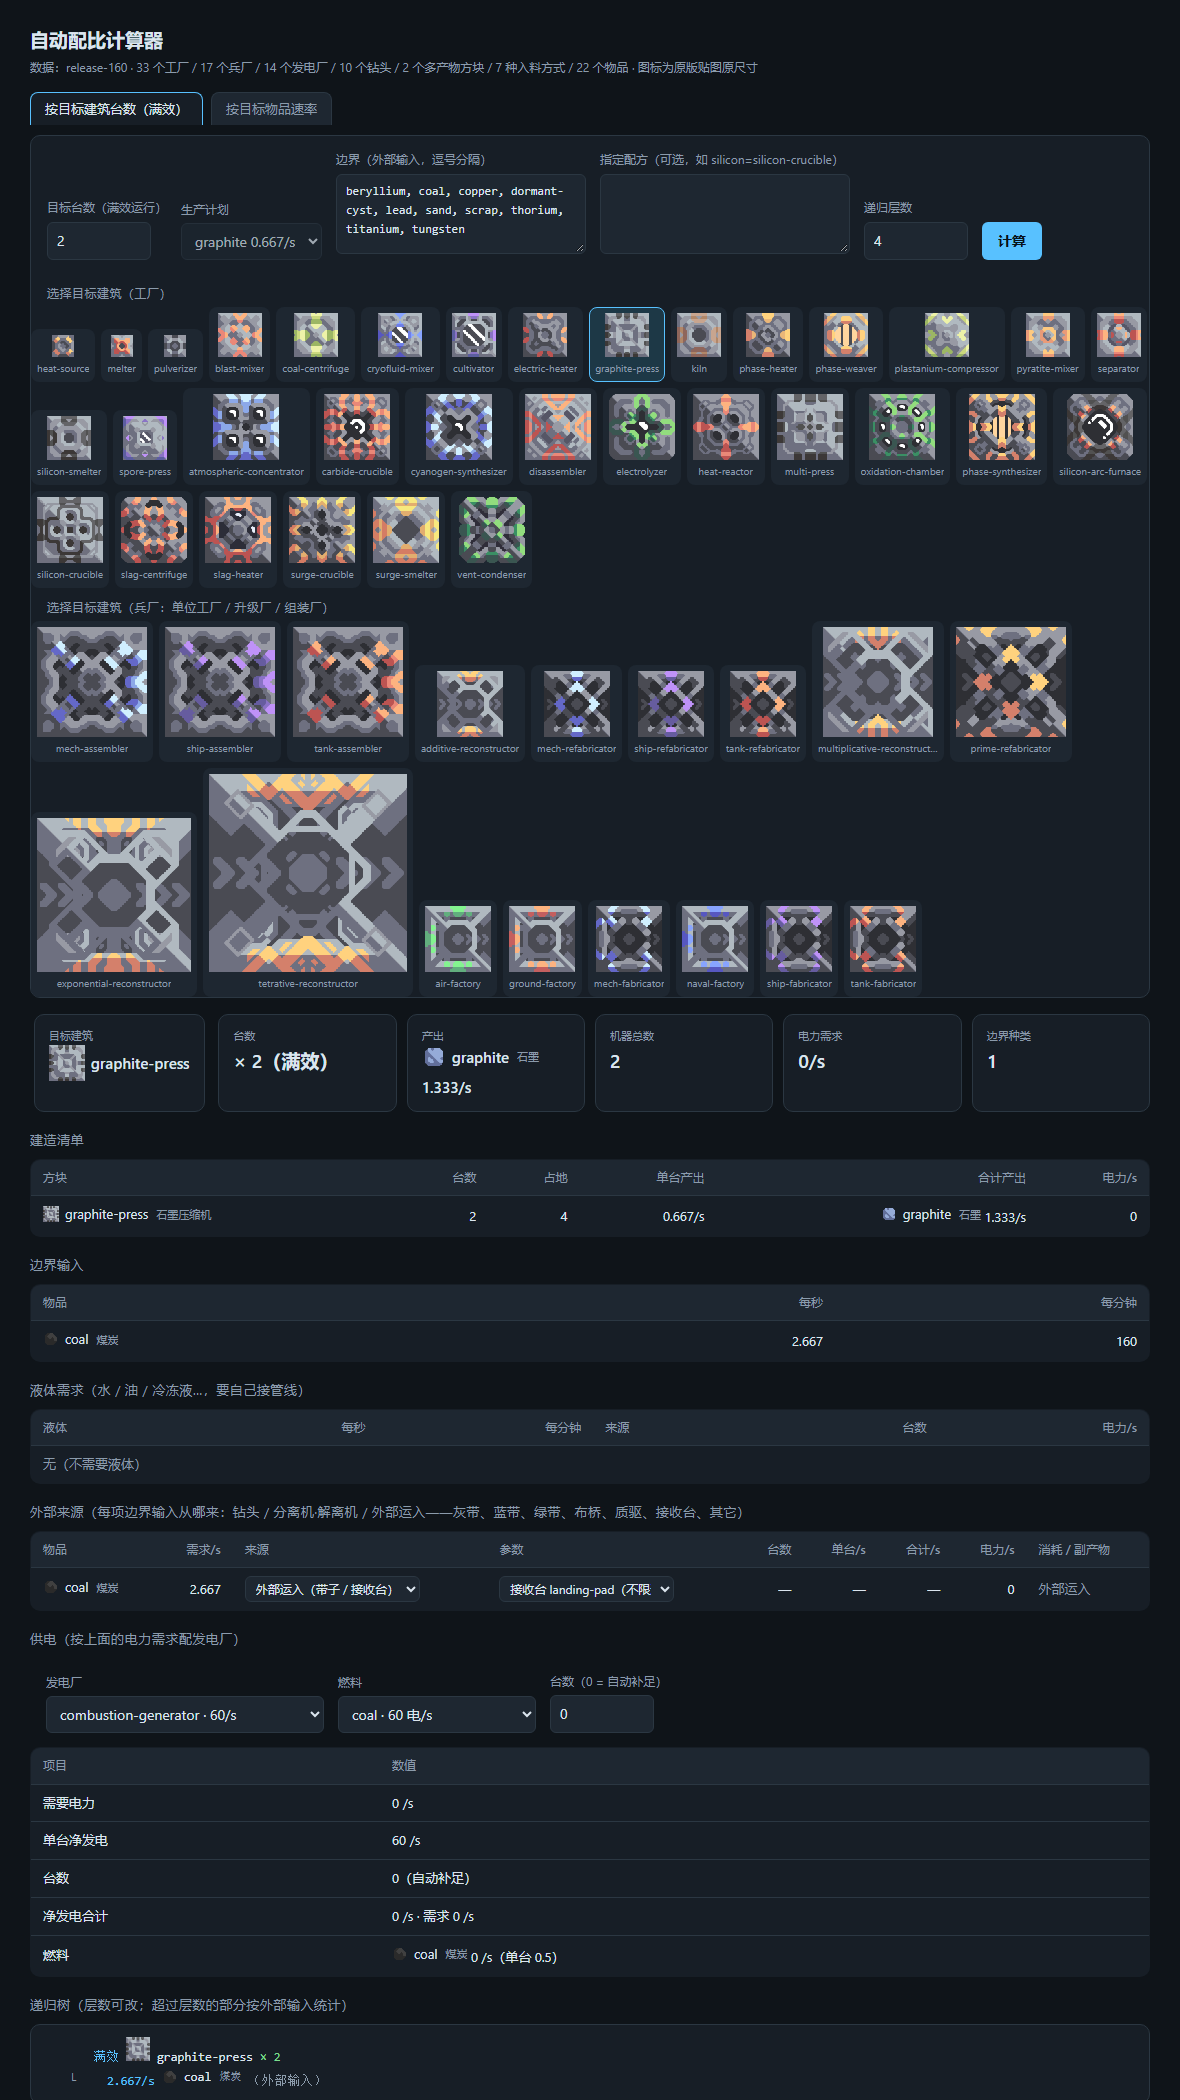 自动配比计算器
数据：release-160 · 33 个工厂 / 17 个兵厂 / 14 个发电厂 / 10 个钻头 / 2 个多产物方块 / 7 种入料方式 / 22 个物品 · 图标为原版贴图原尺寸
按目标建筑台数（满效） 按目标物品速率
边界（外部输入，逗号分隔） 指定配方（可选，如 silicon=silicon-crucible）
目标台数（满效运行） 生产计划 递归层数
beryllium, coal, copper, dormant-
cyst, lead, sand, scrap, thorium,
titanium, tungsten
2 graphite 0.667/s 4 计算
选择目标建筑（工厂）
heat-source melter pulverizer blast-mixer coal-centrifuge cryofluid-mixer cultivator electric-heater graphite-press kiln phase-heater phase-weaver plastanium-compressor pyratite-mixer separator
silicon-smelter spore-press atmospheric-concentrator carbide-crucible cyanogen-synthesizer disassembler electrolyzer heat-reactor multi-press oxidation-chamber phase-synthesizer silicon-arc-furnace
silicon-crucible slag-centrifuge slag-heater surge-crucible surge-smelter vent-condenser
选择目标建筑（兵厂：单位工厂 / 升级厂 / 组装厂）
mech-assembler ship-assembler tank-assembler additive-reconstructor mech-refabricator ship-refabricator tank-refabricator multiplicative-reconstruct... prime-refabricator
exponential-reconstructor tetrative-reconstructor air-factory ground-factory mech-fabricator naval-factory ship-fabricator tank-fabricator
目标建筑 台数 产出 机器总数 电力需求 边界种类
graphite-press × 2（满效） graphite 石墨 2 0/s 1
1.333/s
建造清单
方块 台数 占地 单台产出 合计产出 电力/s
graphite-press 石墨压缩机 2 4 0.667/s graphite 石墨 1.333/s 0
边界输入
物品 每秒 每分钟
coal 煤炭 2.667 160
液体需求（水 / 油 / 冷冻液...，要自己接管线）
液体 每秒 每分钟 来源 台数 电力/s
无（不需要液体）
外部来源（每项边界输入从哪来：钻头 / 分离机·解离机 / 外部运入——灰带、蓝带、绿带、布桥、质驱、接收台、其它）
物品 需求/s 来源 参数 台数 单台/s 合计/s 电力/s 消耗 / 副产物
coal 煤炭 2.667 外部运入（带子 / 接收台） 接收台 landing-pad（不限 — — — 0 外部运入
供电（按上面的电力需求配发电厂）
发电厂 燃料 台数（0 = 自动补足）
combustion-generator · 60/s coal · 60 电/s 0
项目 数值
需要电力 0 /s
单台净发电 60 /s
台数 0（自动补足）
净发电合计 0 /s · 需求 0 /s
燃料 coal 煤炭 0 /s（单台 0.5）
递归树（层数可改；超过层数的部分按外部输入统计）
满效 graphite-press × 2
└ 2.667/s coal 煤炭 （外部输入）